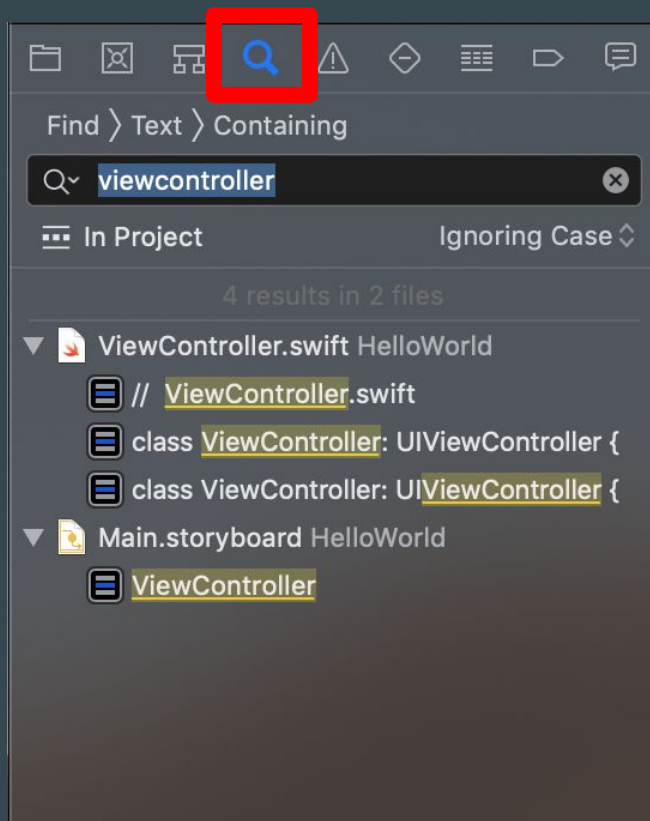 Find 〉 Text 〉 Containing
viewcontroller
In Project Ignoring Case
4 results in 2 files
ViewController.swift HelloWorld
// ViewController.swift
class ViewController: UIViewController {
class ViewController: UIViewController {
Main.storyboard HelloWorld
ViewController